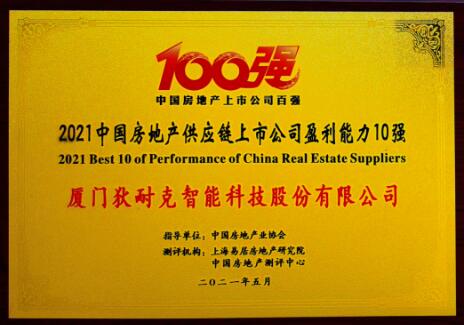 100强
中国房地产上市公司百强
2021中国房地产供应链上市公司盈利能力10强
2021 Best 10 of Performance of China Real Estate Suppliers
厦门狄耐克智能科技股份有限公司
指导单位：中国房地产业协会
测评机构：上海易居房地产研究院
中国房地产测评中心
二〇二一年五月